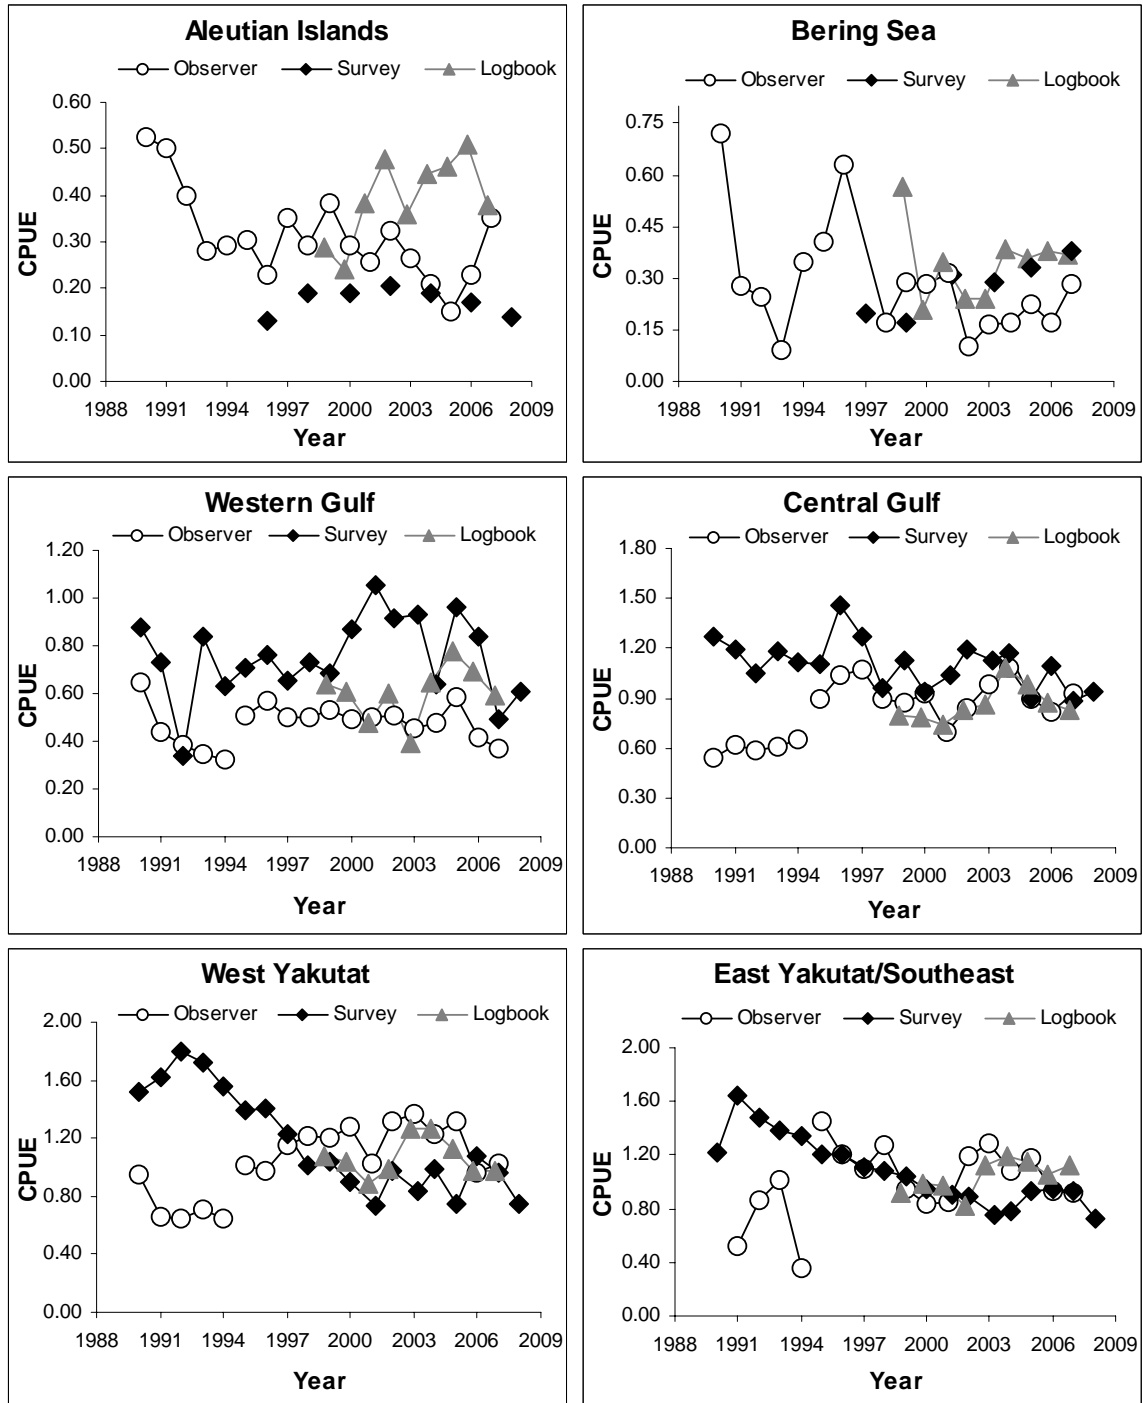 Aleutian Islands
Observer Survey Logbook
0.60
0.50
0.40
0.30
0.20
0.10
0.00
CPUE
1988 1991 1994 1997 2000 2003 2006 2009
Year
Bering Sea
Observer Survey Logbook
0.75
0.60
0.45
0.30
0.15
0.00
CPUE
1988 1991 1994 1997 2000 2003 2006 2009
Year
Western Gulf
Observer Survey Logbook
1.20
1.00
0.80
0.60
0.40
0.20
0.00
CPUE
1988 1991 1994 1997 2000 2003 2006 2009
Year
Central Gulf
Observer Survey Logbook
1.80
1.50
1.20
0.90
0.60
0.30
0.00
CPUE
1988 1991 1994 1997 2000 2003 2006 2009
Year
West Yakutat
Observer Survey Logbook
2.00
1.60
1.20
0.80
0.40
0.00
CPUE
1988 1991 1994 1997 2000 2003 2006 2009
Year
East Yakutat/Southeast
Observer Survey Logbook
2.00
1.60
1.20
0.80
0.40
0.00
CPUE
1988 1991 1994 1997 2000 2003 2006 2009
Year